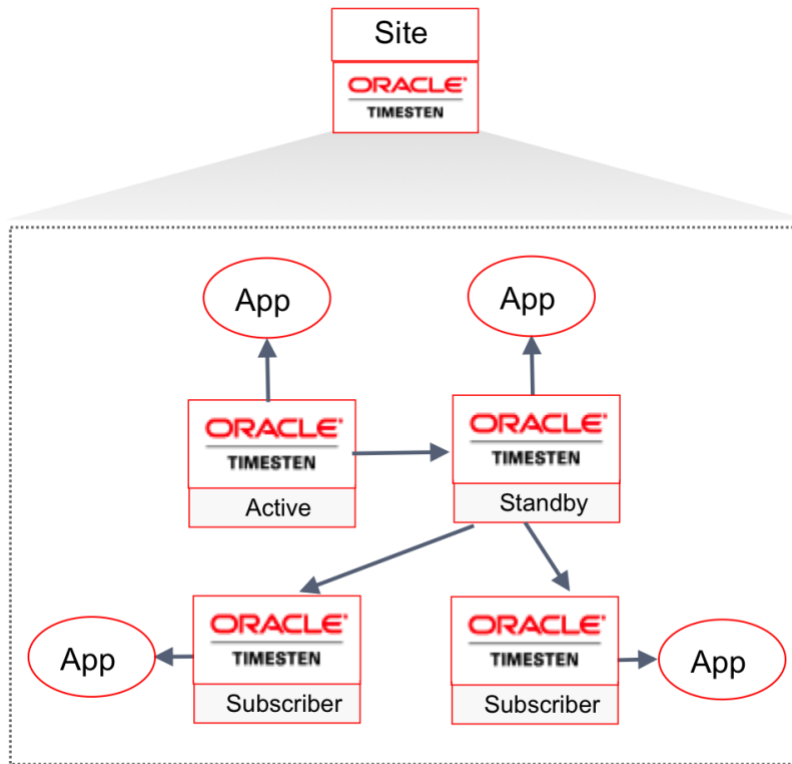 Site
ORACLE®
TIMESTEN
App
App
ORACLE®
TIMESTEN
Active
ORACLE®
TIMESTEN
Standby
App
ORACLE®
TIMESTEN
Subscriber
ORACLE®
TIMESTEN
Subscriber
App